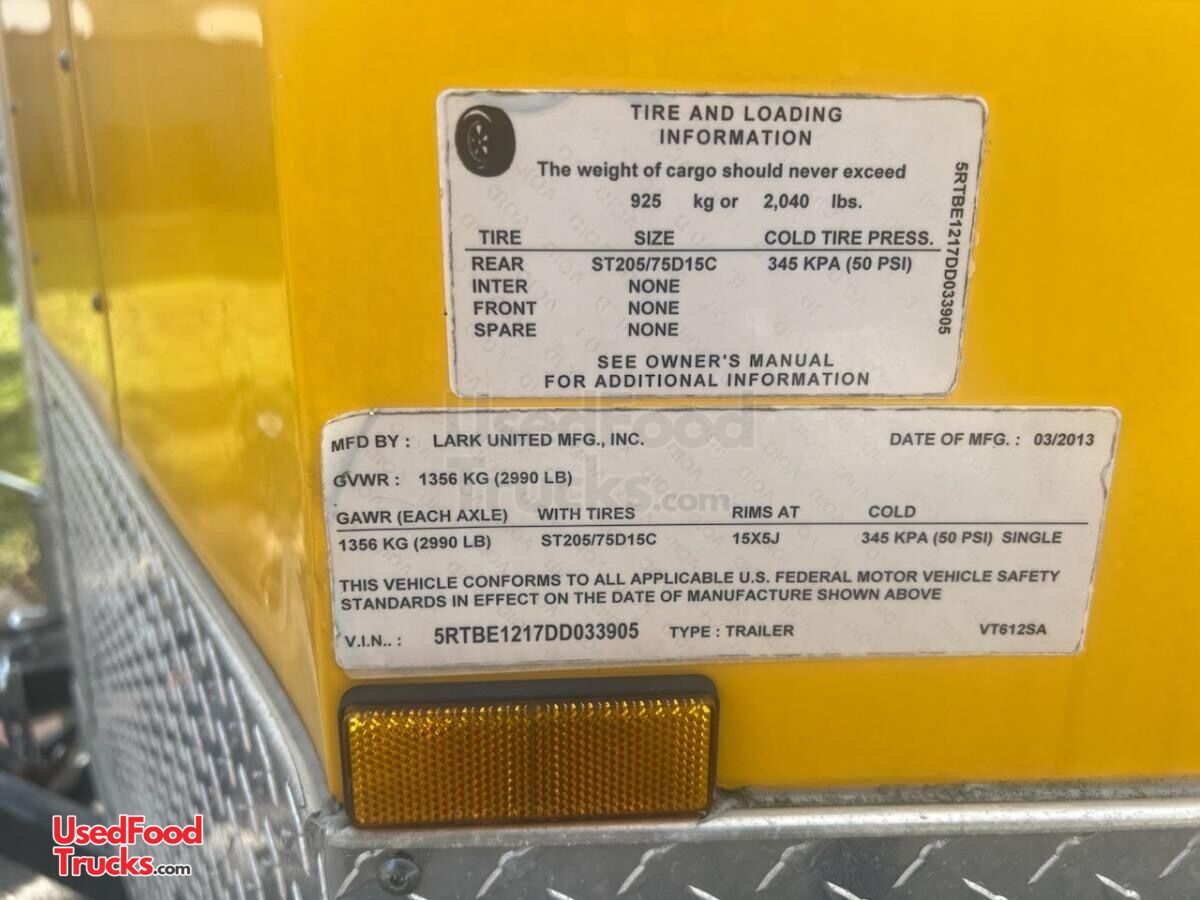 TIRE AND LOADING
INFORMATION
The weight of cargo should never exceed
925 kg or 2,040 lbs.
TIRE SIZE COLD TIRE PRESS.
REAR ST205/75D15C 345 KPA (50 PSI)
INTER NONE
FRONT NONE
SPARE NONE
SEE OWNER'S MANUAL
FOR ADDITIONAL INFORMATION
5RTBE1217DD033905
MFD BY : LARK UNITED MFG., INC. DATE OF MFG. : 03/2013
GVWR : 1356 KG (2990 LB)
GAWR (EACH AXLE) WITH TIRES RIMS AT COLD
1356 KG (2990 LB) ST205/75D15C 15X5J 345 KPA (50 PSI) SINGLE
THIS VEHICLE CONFORMS TO ALL APPLICABLE U.S. FEDERAL MOTOR VEHICLE SAFETY
STANDARDS IN EFFECT ON THE DATE OF MANUFACTURE SHOWN ABOVE
V.I.N.. : 5RTBE1217DD033905 TYPE : TRAILER VT612SA
UsedFood
Trucks.com
UsedFood
Trucks.com